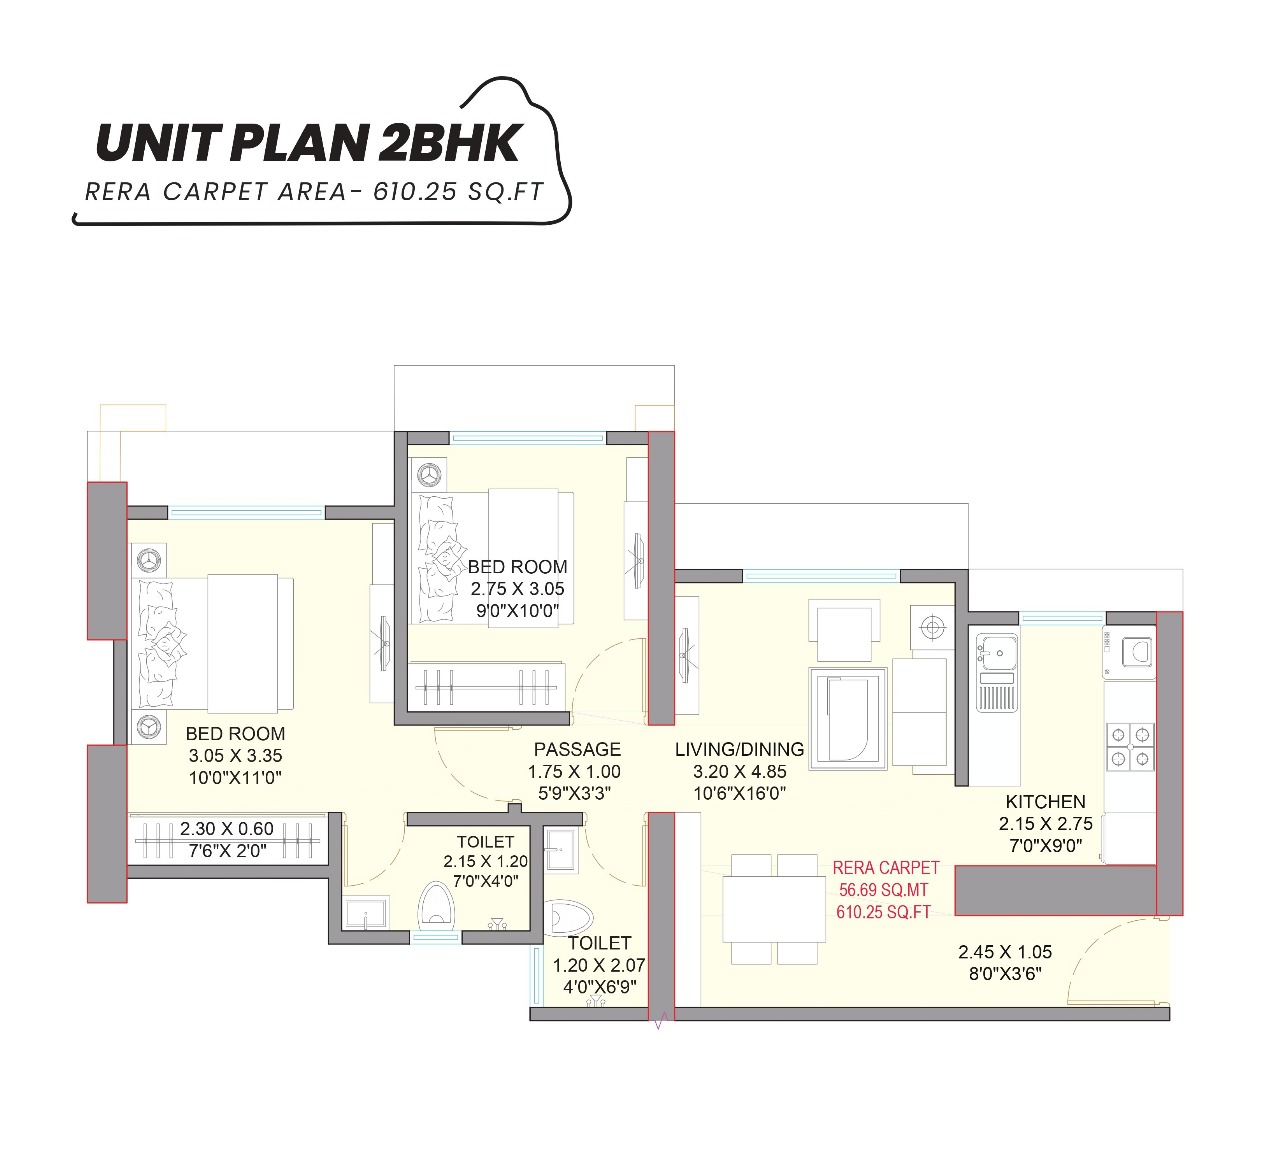 UNIT PLAN 2BHK
RERA CARPET AREA- 610.25 SQ.FT
BED ROOM
2.75 X 3.05
9'0"X10'0"
BED ROOM
3.05 X 3.35
10'0"X11'0"
PASSAGE
1.75 X 1.00
5'9"X3'3"
LIVING/DINING
3.20 X 4.85
10'6"X16'0"
KITCHEN
2.15 X 2.75
7'0"X9'0"
2.30 X 0.60
7'6"X 2'0"
TOILET
2.15 X 1.20
7'0"X4'0"
RERA CARPET
56.69 SQ.MT
610.25 SQ.FT
TOILET
1.20 X 2.07
4'0"X6'9"
2.45 X 1.05
8'0"X3'6"